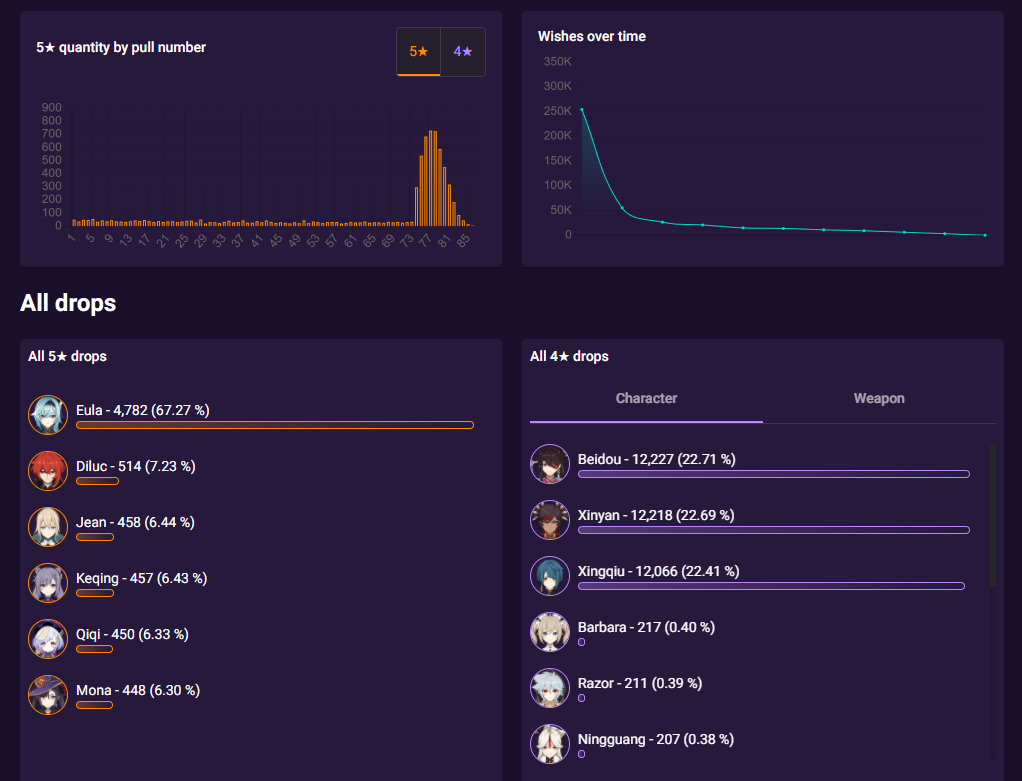 5★ quantity by pull number
5★
4★
900
800
700
600
500
400
300
200
100
0
1
5
9
13
17
21
25
29
33
37
41
45
49
53
57
61
65
69
73
77
81
85
Wishes over time
350K
300K
250K
200K
150K
100K
50K
0
All drops
All 5★ drops
Eula - 4,782 (67.27 %)
Diluc - 514 (7.23 %)
Jean - 458 (6.44 %)
Keqing - 457 (6.43 %)
Qiqi - 450 (6.33 %)
Mona - 448 (6.30 %)
All 4★ drops
Character
Weapon
Beidou - 12,227 (22.71 %)
Xinyan - 12,218 (22.69 %)
Xingqiu - 12,066 (22.41 %)
Barbara - 217 (0.40 %)
Razor - 211 (0.39 %)
Ningguang - 207 (0.38 %)